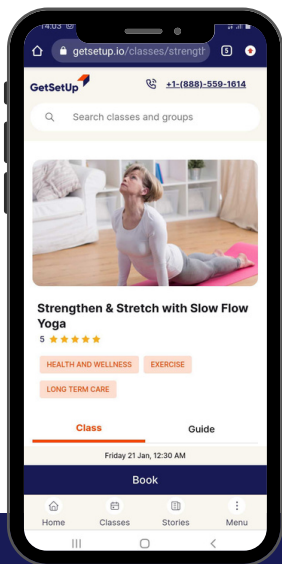 14:03
getsetup.io/classes/strengtl
5
GetSetUp
+1-(888)-559-1614
Search classes and groups
Strengthen & Stretch with Slow Flow
Yoga
5
HEALTH AND WELLNESS EXERCISE
LONG TERM CARE
Class Guide
Friday 21 Jan, 12:30 AM
Book
Home Classes Stories Menu